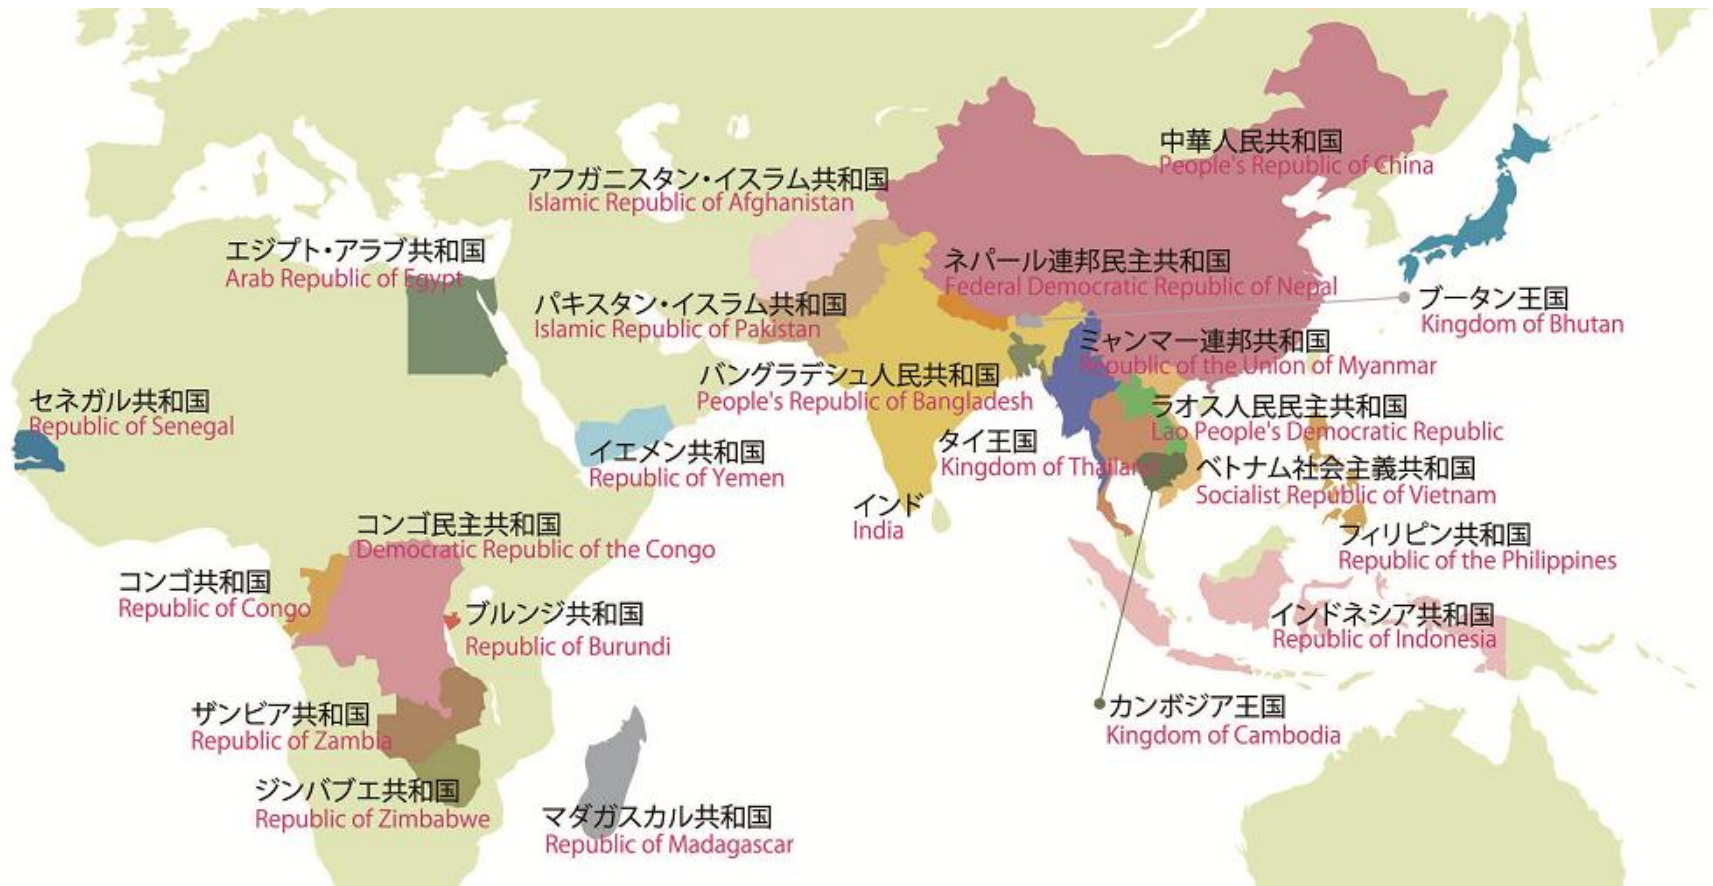 中華人民共和国
People's Republic of China
アフガニスタン・イスラム共和国
Islamic Republic of Afghanistan
エジプト・アラブ共和国
Arab Republic of Egypt
ネパール連邦民主共和国
Federal Democratic Republic of Nepal
ブータン王国
Kingdom of Bhutan
パキスタン・イスラム共和国
Islamic Republic of Pakistan
ミャンマー連邦共和国
Republic of the Union of Myanmar
バングラデシュ人民共和国
People's Republic of Bangladesh
セネガル共和国
Republic of Senegal
ラオス人民民主共和国
Lao People's Democratic Republic
イエメン共和国
Republic of Yemen
タイ王国
Kingdom of Thailand
ベトナム社会主義共和国
Socialist Republic of Vietnam
インド
India
コンゴ民主共和国
Democratic Republic of the Congo
フィリピン共和国
Republic of the Philippines
コンゴ共和国
Republic of Congo
ブルンジ共和国
Republic of Burundi
インドネシア共和国
Republic of Indonesia
ザンビア共和国
Republic of Zambia
カンボジア王国
Kingdom of Cambodia
ジンバブエ共和国
Republic of Zimbabwe
マダガスカル共和国
Republic of Madagascar